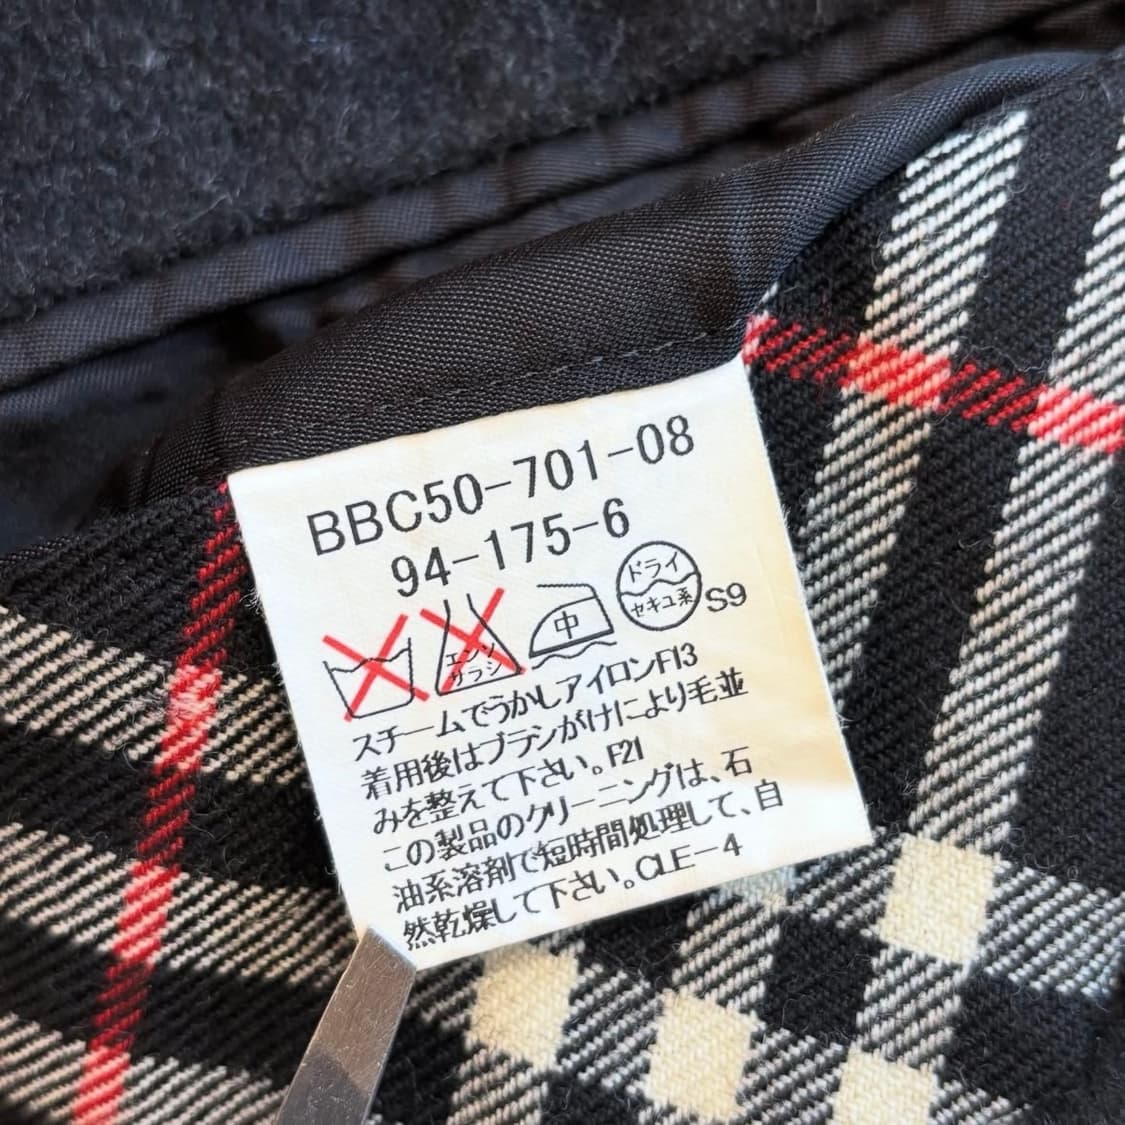 BBC50-701-08
94-175-6
エンソ
サラシ
中
ドライ
セキユ系
S9
スチームでうかしアイロンF13
着用後はブラシがけにより毛並
みを整えて下さい。F21
この製品のクリーニングは、石
油系溶剤で短時間処理して、自
然乾燥して下さい。CLE-4